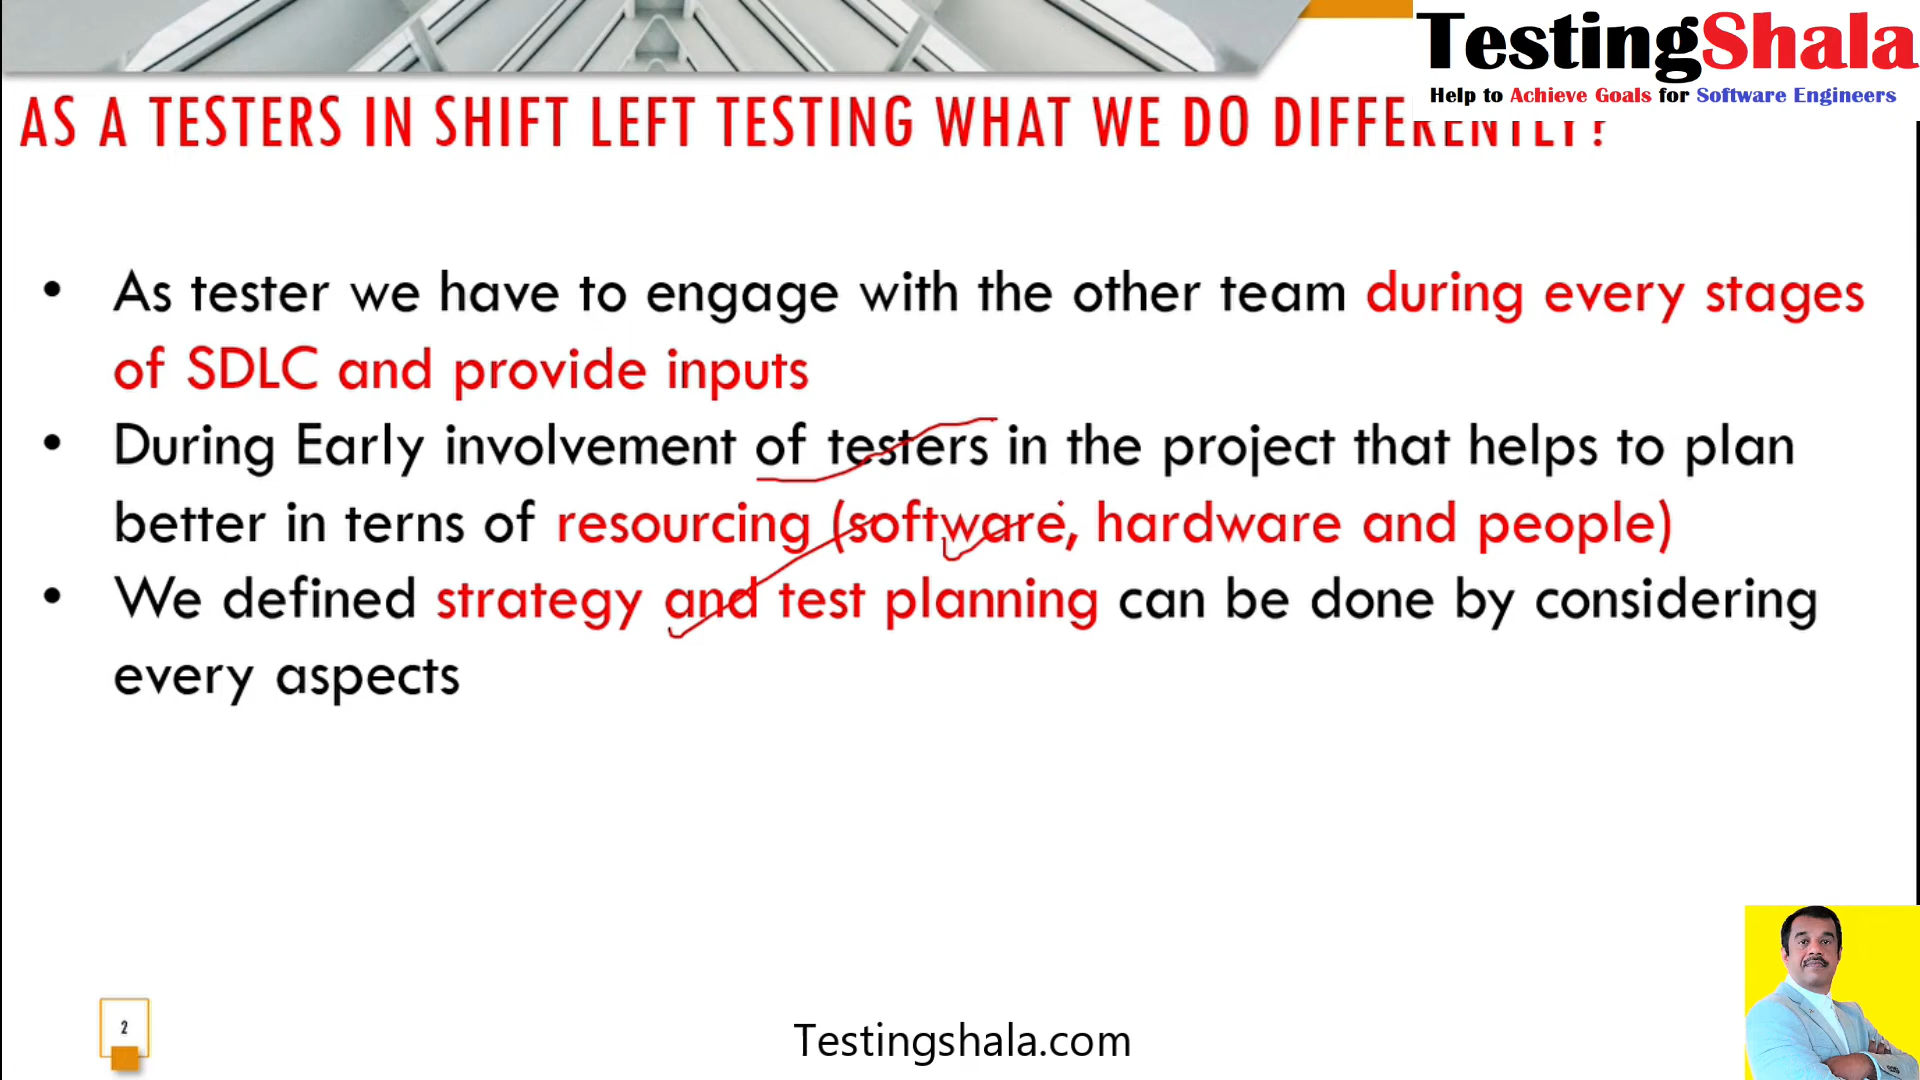 TestingShala
Help to Achieve Goals for Software Engineers
AS A TESTERS IN SHIFT LEFT TESTING WHAT WE DO DIFFERENTLY?
• As tester we have to engage with the other team during every stages
of SDLC and provide inputs
• During Early involvement of testers in the project that helps to plan
better in terns of resourcing (software, hardware and people)
• We defined strategy and test planning can be done by considering
every aspects
2
Testingshala.com